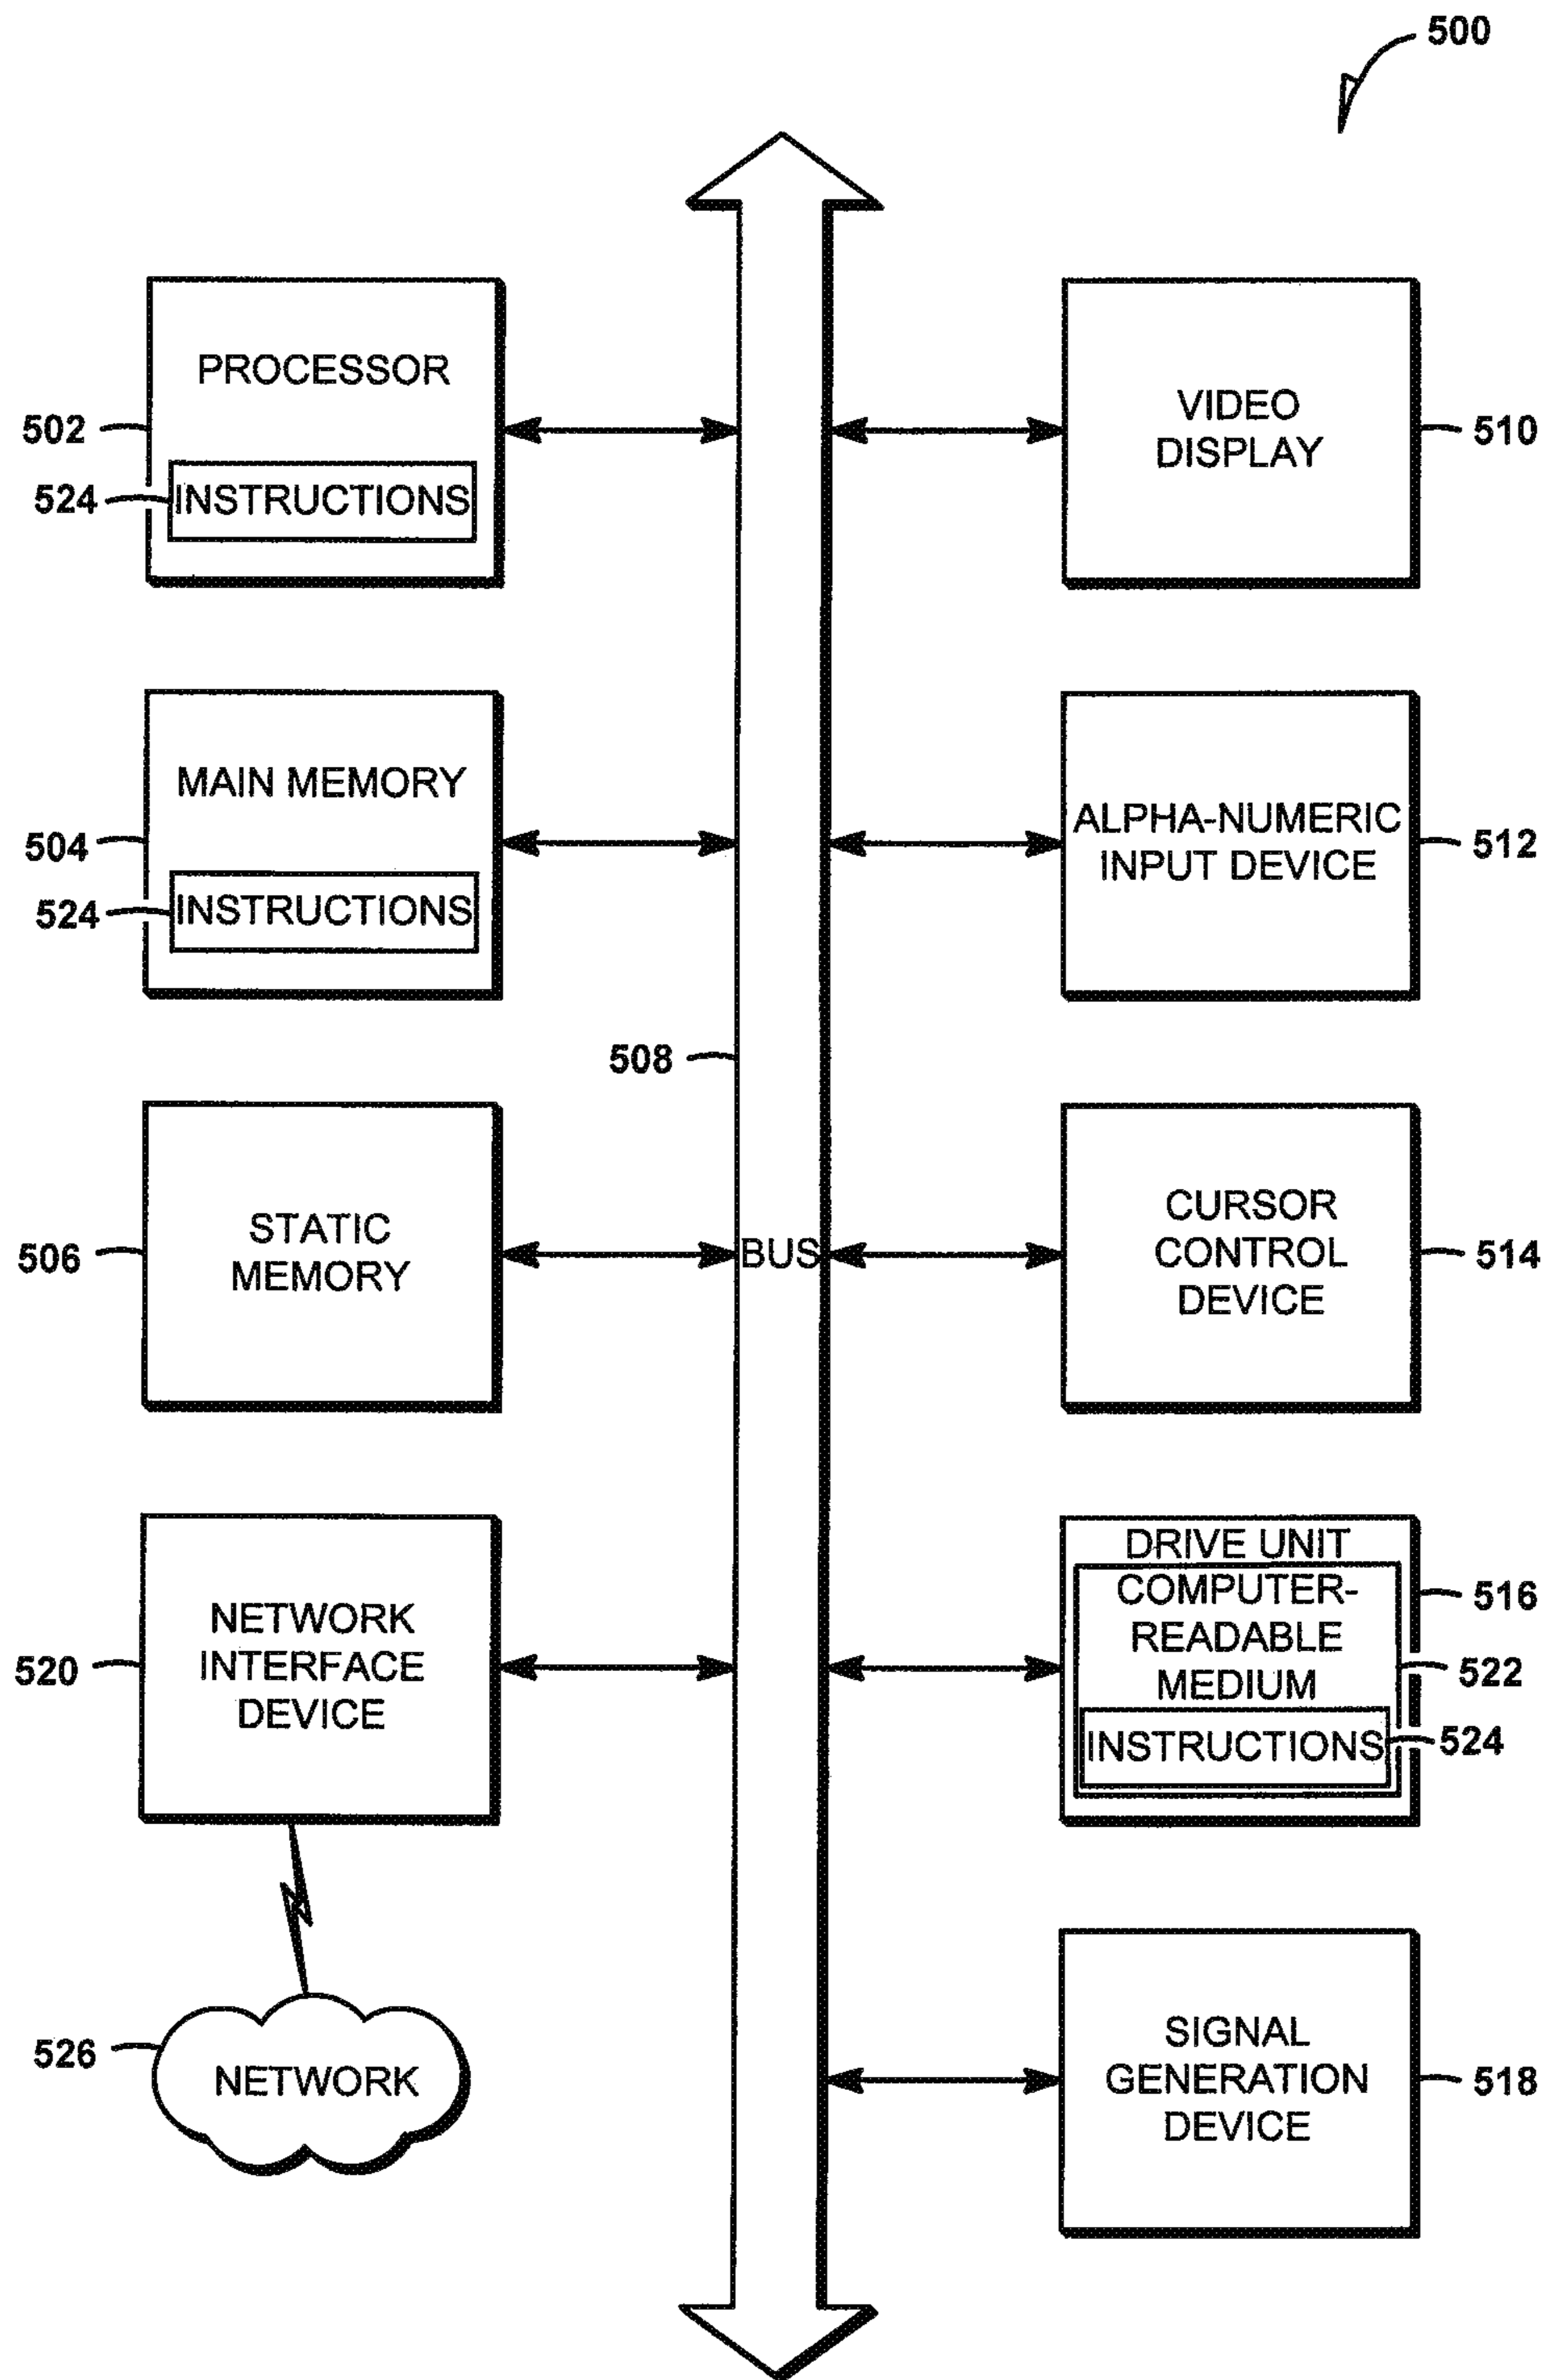 500
PROCESSOR
502
524
INSTRUCTIONS
VIDEO
DISPLAY
510
MAIN MEMORY
504
524
INSTRUCTIONS
ALPHA-NUMERIC
INPUT DEVICE
512
508
STATIC
MEMORY
506
BUS
CURSOR
CONTROL
DEVICE
514
NETWORK
INTERFACE
DEVICE
520
DRIVE UNIT
516
COMPUTER-
READABLE
MEDIUM
522
INSTRUCTIONS
524
526
NETWORK
SIGNAL
GENERATION
DEVICE
518